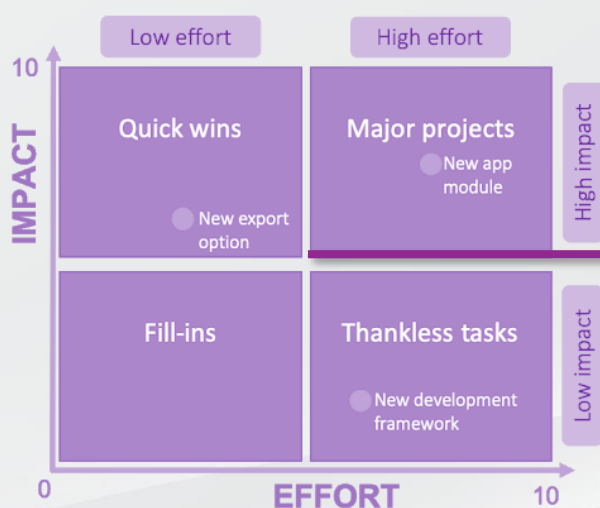 Low effort
High effort
10
IMPACT
Quick wins
Major projects
New app
module
New export
option
High impact
Fill-ins
Thankless tasks
New development
framework
Low impact
0
EFFORT
10